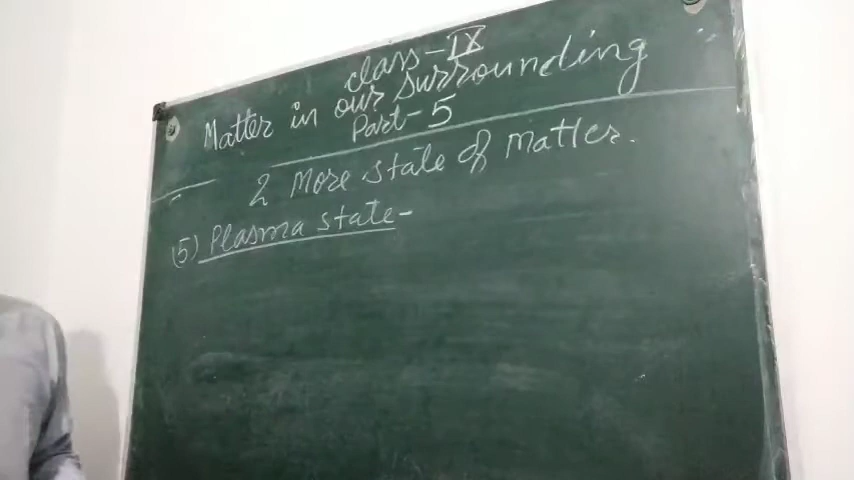 class-IX
Matter in our surrounding
Part-5
2 More state of matter.
(5) Plasma state-